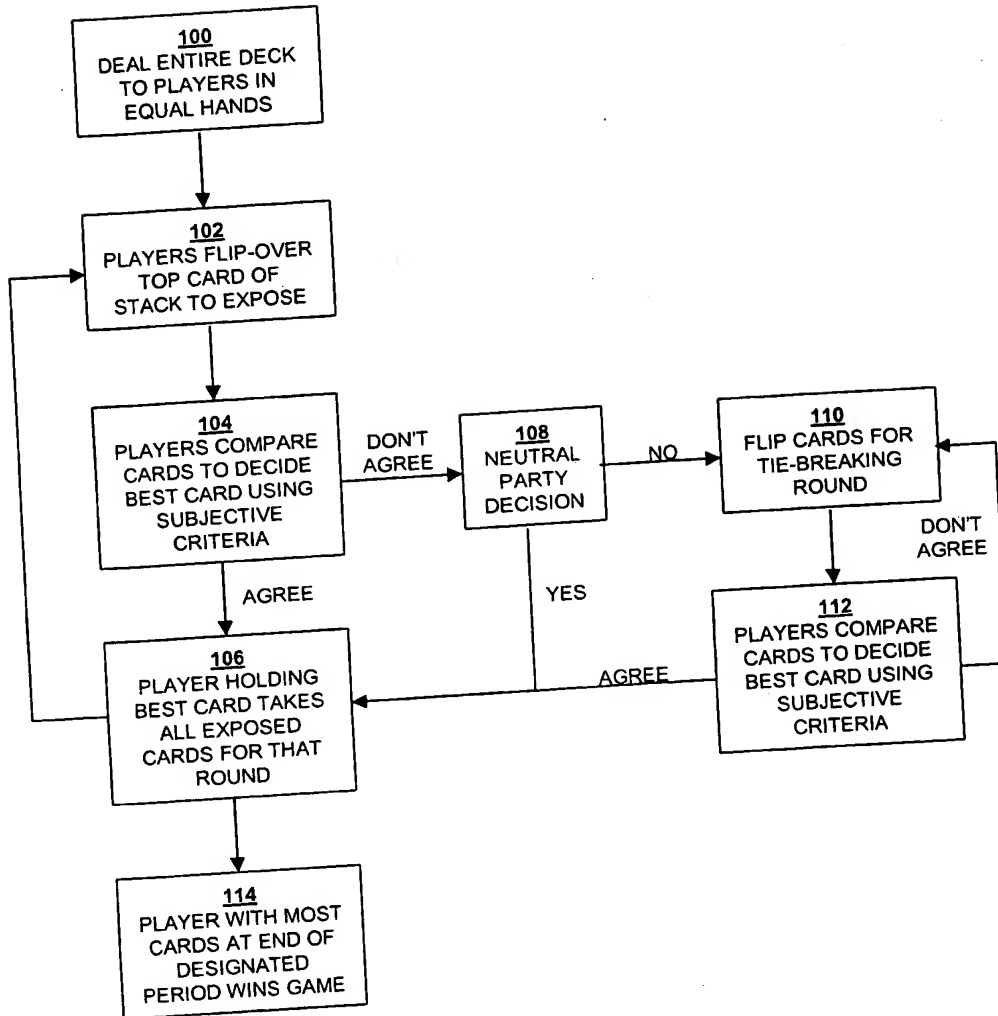 100
DEAL ENTIRE DECK
TO PLAYERS IN
EQUAL HANDS
102
PLAYERS FLIP-OVER
TOP CARD OF
STACK TO EXPOSE
104
PLAYERS COMPARE
CARDS TO DECIDE
BEST CARD USING
SUBJECTIVE
CRITERIA
DON'T
AGREE
108
NEUTRAL
PARTY
DECISION
NO
110
FLIP CARDS FOR
TIE-BREAKING
ROUND
DON'T
AGREE
AGREE
YES
112
PLAYERS COMPARE
CARDS TO DECIDE
BEST CARD USING
SUBJECTIVE
CRITERIA
AGREE
106
PLAYER HOLDING
BEST CARD TAKES
ALL EXPOSED
CARDS FOR THAT
ROUND
114
PLAYER WITH MOST
CARDS AT END OF
DESIGNATED
PERIOD WINS GAME